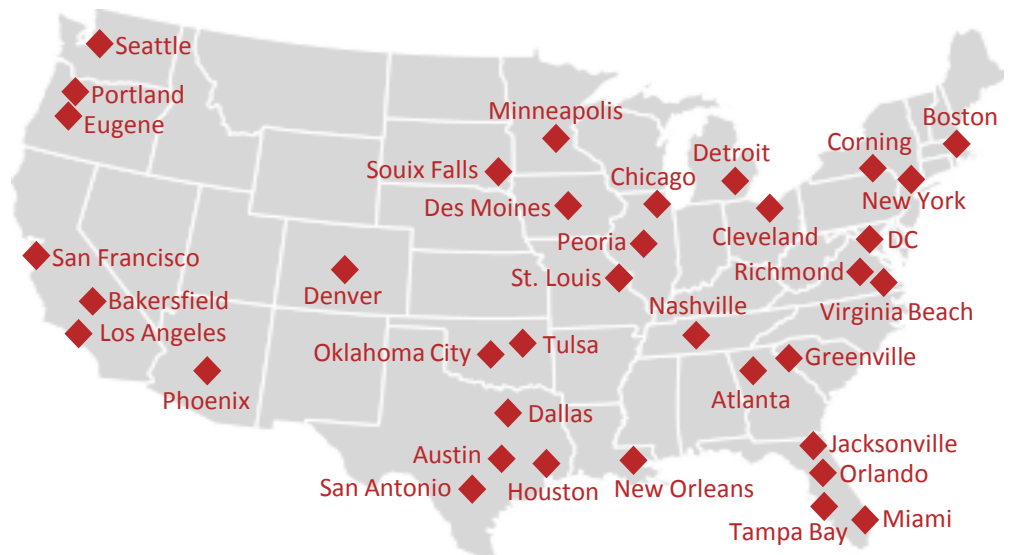 Seattle
Portland
Eugene
Minneapolis
Boston
Corning
Detroit
Souix Falls
Chicago
New York
Des Moines
Cleveland
Peoria
DC
San Francisco
St. Louis
Richmond
Denver
Bakersfield
Nashville
Virginia Beach
Los Angeles
Oklahoma City
Tulsa
Greenville
Phoenix
Atlanta
Dallas
Jacksonville
Austin
Orlando
San Antonio
Houston
New Orleans
Tampa Bay
Miami